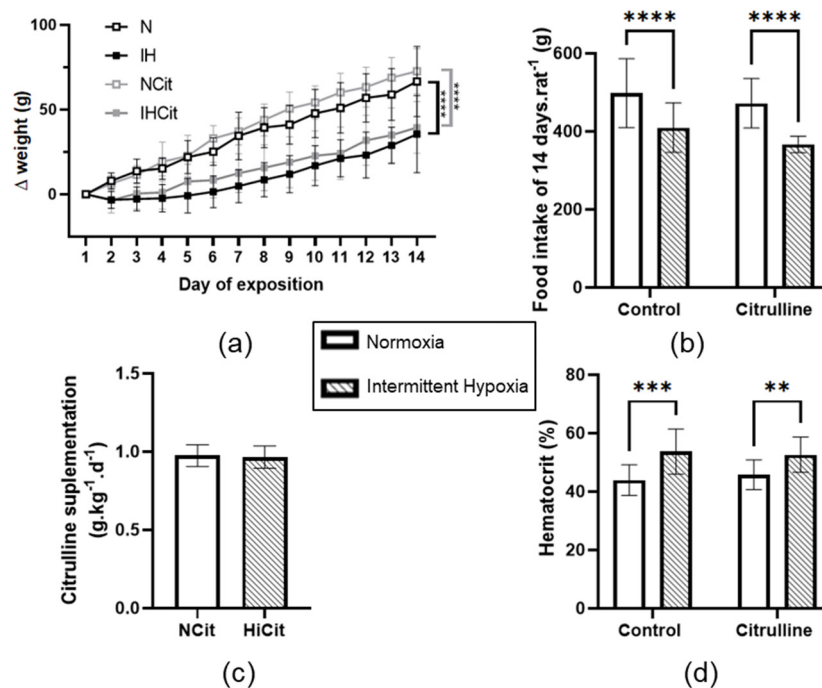 100
50
0
Δ weight (g)
N
IH
NCit
IHCit
****
****
1 2 3 4 5 6 7 8 9 10 11 12 13 14
Day of exposition
(a)
****
****
600
400
200
0
Food intake of 14 days.rat⁻¹ (g)
Control Citrulline
(b)
Normoxia
Intermittent Hypoxia
1.5
1.0
0.5
0.0
Citrulline suplementation
(g.kg⁻¹.d⁻¹)
NCit HiCit
(c)
80
60
40
20
0
Hematocrit (%)
***
**
Control Citrulline
(d)